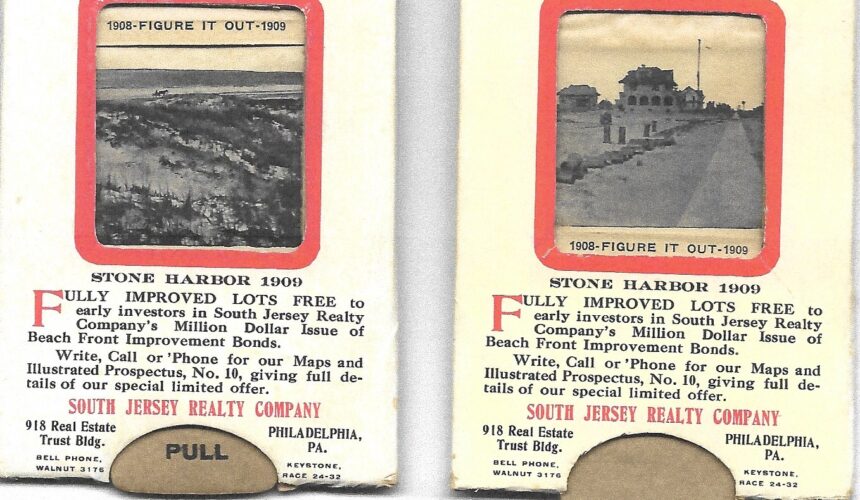 1908-FIGURE IT OUT-1909
STONE HARBOR 1909
FULLY IMPROVED LOTS FREE to
early investors in South Jersey Realty
Company's Million Dollar Issue of
Beach Front Improvement Bonds.
Write, Call or 'Phone for our Maps and
Illustrated Prospectus, No. 10, giving full de-
tails of our special limited offer.
SOUTH JERSEY REALTY COMPANY
918 Real Estate
Trust Bldg.
BELL PHONE,
WALNUT 3176
PULL
PHILADELPHIA,
PA.
KEYSTONE,
RACE 24-32
1908-FIGURE IT OUT-1909
STONE HARBOR 1909
FULLY IMPROVED LOTS FREE to
early investors in South Jersey Realty
Company's Million Dollar Issue of
Beach Front Improvement Bonds.
Write, Call or 'Phone for our Maps and
Illustrated Prospectus, No. 10, giving full de-
tails of our special limited offer.
SOUTH JERSEY REALTY COMPANY
918 Real Estate
Trust Bldg.
BELL PHONE,
WALNUT 3176
PHILADELPHIA,
PA.
KEYSTONE,
RACE 24-32